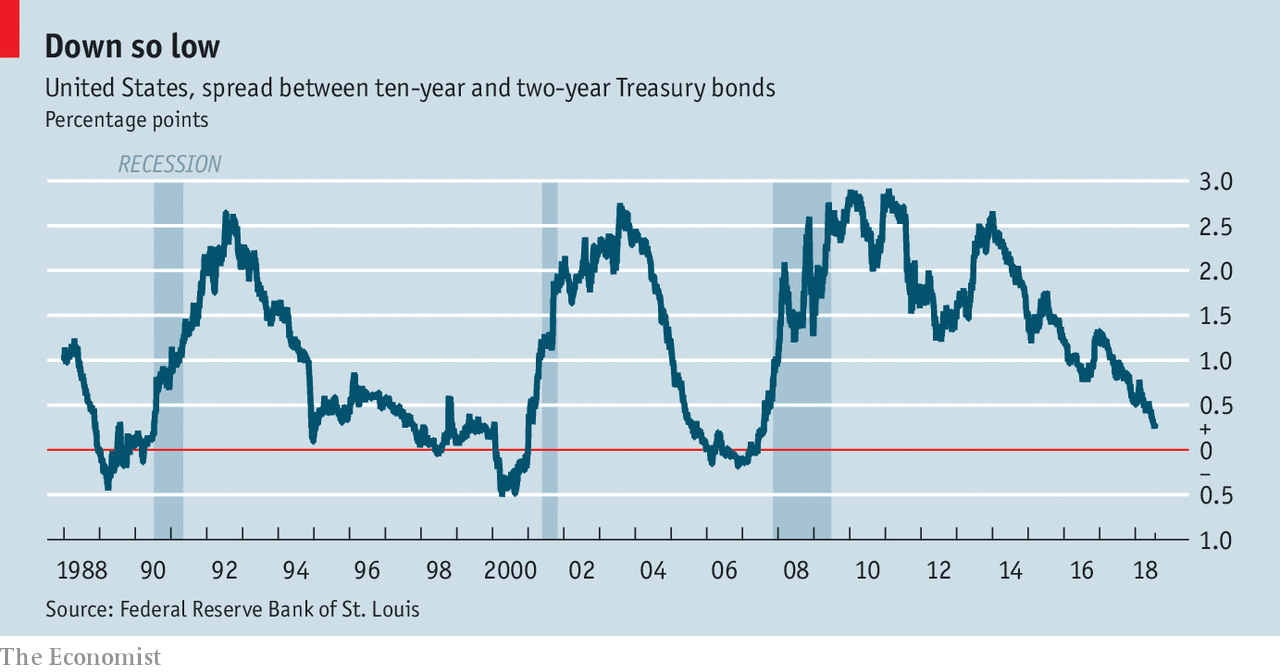 Down so low
United States, spread between ten-year and two-year Treasury bonds
Percentage points
RECESSION
3.0
2.5
2.0
1.5
1.0
0.5
+
0
–
0.5
1.0
1988 90 92 94 96 98 2000 02 04 06 08 10 12 14 16 18
Source: Federal Reserve Bank of St. Louis
The Economist